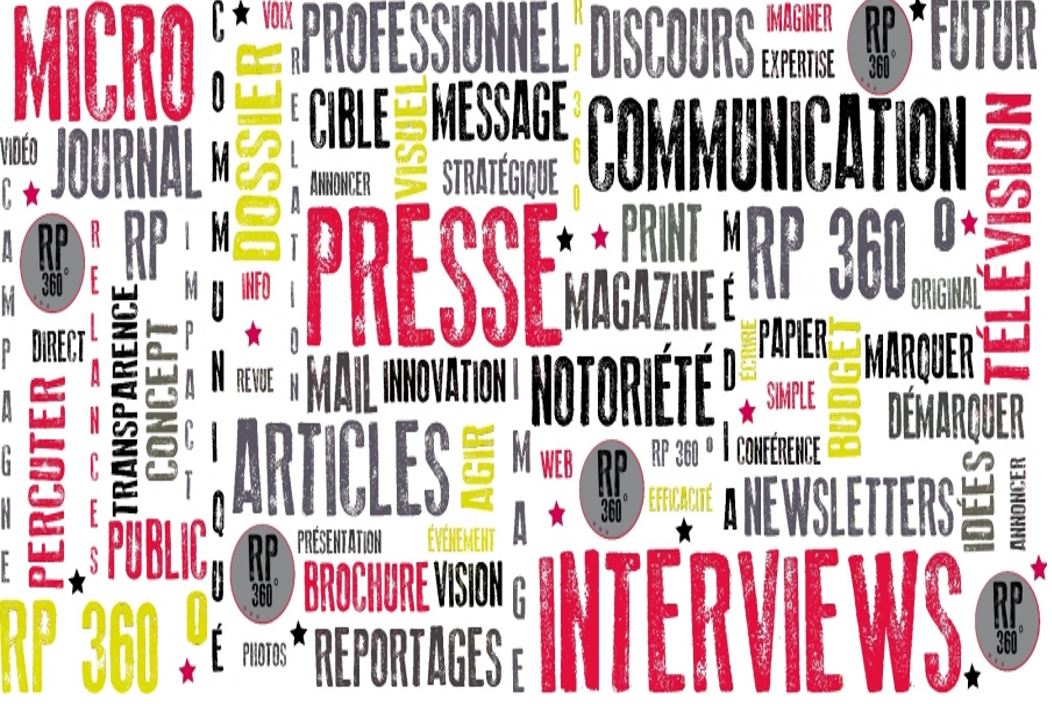 MICRO
COMMUNIQUÉ
VOIX
DOSSIER
RELATION
PROFESSIONNEL
RP 360
DISCOURS
IMAGINER
EXPERTISE
RP
360°
FUTUR
CIBLE
VISUEL
MESSAGE
COMMUNICATION
TÉLÉVISION
VIDÉO
JOURNAL
ANNONCER
STRATÉGIQUE
CAMPAGNE
RP
360°
RELANCES
RP
IMPACT
PRESSE
PRINT
MÉDIA
RP 360 °
INFO
MAGAZINE
ORIGINAL
DIRECT
TRANSPARENCE
CONCEPT
ÉCRIRE
PAPIER
BUDGET
MARQUER
PERCUTER
REVUE
MAIL
INNOVATION
IMAGE
NOTORIÉTÉ
SIMPLE
DÉMARQUER
ARTICLES
AGIR
WEB
RP
360°
RP 360 °
CONFÉRENCE
IDÉES
ANNONCER
EFFICACITÉ
NEWSLETTERS
PUBLIC
RP
360°
PRÉSENTATION
ÉVÉNEMENT
BROCHURE
VISION
INTERVIEWS
RP
360°
RP 360 °
PHOTOS
REPORTAGES